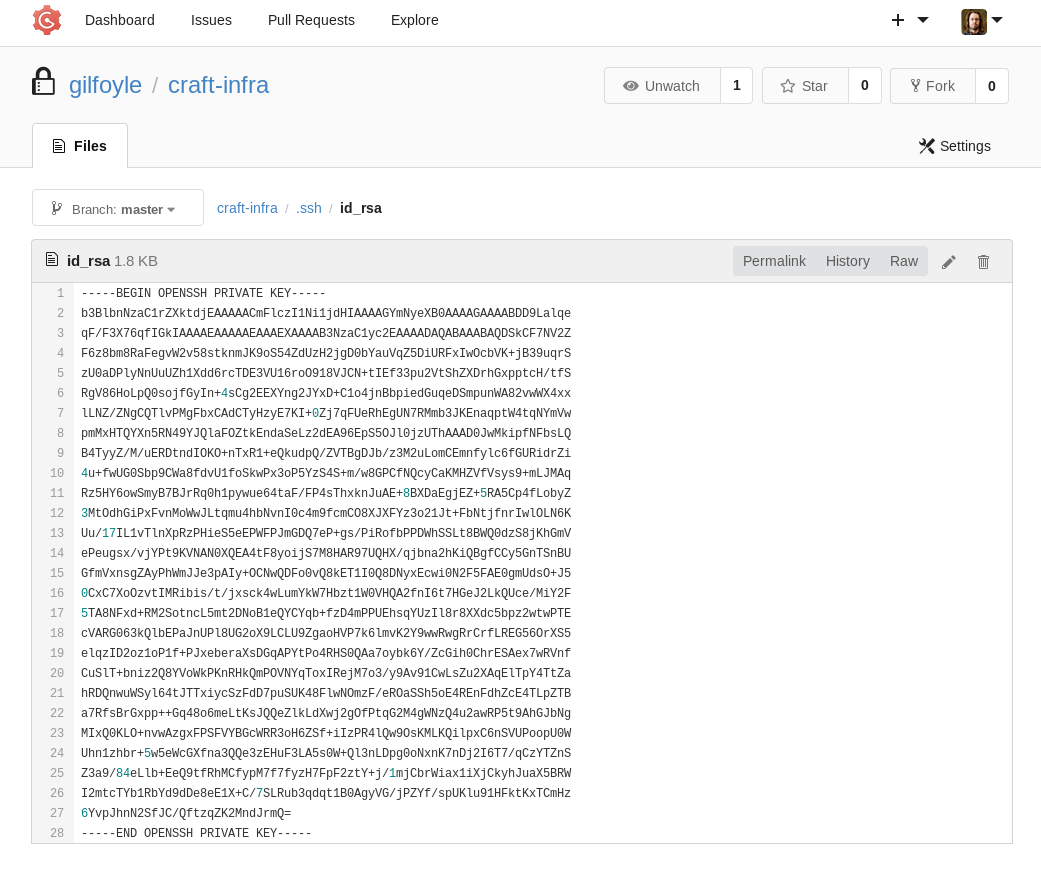 Dashboard Issues Pull Requests Explore
gilfoyle / craft-infra
Unwatch 1 Star 0 Fork 0
Files Settings
Branch: master craft-infra / .ssh / id_rsa
id_rsa 1.8 KB Permalink History Raw
1 -----BEGIN OPENSSH PRIVATE KEY-----
2 b3BlbnNzaC1rZXktdjEAAAAACmFlczI1Ni1jdHIAAAAGYmNyeXB0AAAAGAAAABDD9Lalqe
3 qF/F3X76qfIGkIAAAAEAAAAAEAAAEXAAAAB3NzaC1yc2EAAAADAQABAAABAQDSkCF7NV2Z
4 F6z8bm8RaFegvW2v58stknmJK9oS54ZdUzH2jgD0bYauVqZ5DiURFxIwOcbVK+jB39uqrS
5 zU0aDPlyNnUuUZh1Xdd6rcTDE3VU16roO918VJCN+tIEf33pu2VtShZXDrhGxpptcH/tfS
6 RgV86HoLpQ0sojfGyIn+4sCg2EEXYng2JYxD+C1o4jnBbpiedGuqeDSmpunWA82vwWX4xx
7 lLNZ/ZNgCQTlvPMgFbxCAdCTyHzyE7KI+0Zj7qFUeRhEgUN7RMmb3JKEnaqptW4tqNYmVw
8 pmMxHTQYXn5RN49YJQlaFOZtkEndaSeLz2dEA96EpS5OJl0jzUThAAAD0JwMkipfNFbsLQ
9 B4TyyZ/M/uERDtndIOKO+nTxR1+eQkudpQ/ZVTBgDJb/z3M2uLomCEmnfylc6fGURidrZi
10 4u+fwUG0Sbp9CWa8fdvU1foSkwPx3oP5YzS4S+m/w8GPCfNQcyCaKMHZVfVsys9+mLJMAq
11 Rz5HY6owSmyB7BJrRq0h1pywue64taF/FP4sThxknJuAE+8BXDaEgjEZ+5RA5Cp4fLobyZ
12 3MtOdhGiPxFvnMoWwJLtqmu4hbNvnI0c4m9fcmCO8XJXFYz3o21Jt+FbNtjfnrIwlOLN6K
13 Uu/17IL1vTlnXpRzPHieS5eEPWFPJmGDQ7eP+gs/PiRofbPPDWhSSLt8BWQ0dzS8jKhGmV
14 ePeugsx/vjYPt9KVNAN0XQEA4tF8yoijS7M8HAR97UQHX/qjbna2hKiQBgfCCy5GnTSnBU
15 GfmVxnsgZAyPhWmJJe3pAIy+OCNwQDFo0vQ8kET1I0Q8DNyxEcwi0N2F5FAE0gmUdsO+J5
16 0CxC7XoOzvtIMRibis/t/jxsck4wLumYkW7Hbzt1W0VHQA2fnI6t7HGeJ2LkQUce/MiY2F
17 5TA8NFxd+RM2SotncL5mt2DNoB1eQYCYqb+fzD4mPPUEhsqYUzIl8r8XXdc5bpz2wtwPTE
18 cVARG063kQlbEPaJnUPl8UG2oX9LCLU9ZgaoHVP7k6lmvK2Y9wwRwgRrCrfLREG56OrXS5
19 elqzID2oz1oP1f+PJxeberaXsDGqAPYtPo4RHS0QAa7oybk6Y/ZcGih0ChrESAex7wRVnf
20 CuSlT+bniz2Q8YVoWkPKnRHkQmPOVNYqToxIRejM7o3/y9Av91CwLsZu2XAqElTpY4TtZa
21 hRDQnwuWSyl64tJTTxiycSzFdD7puSUK48FlwNOmzF/eROaSSh5oE4REnFdhZcE4TLpZTB
22 a7RfsBrGxpp++Gq48o6meLtKsJQQeZlkLdXwj2gOfPtqG2M4gWNzQ4u2awRP5t9AhGJbNg
23 MIxQ0KLO+nvwAzgxFPSFVYBGcWRR3oH6ZSf+iIzPR4lQw9OsKMLKQilpxC6nSVUPoopU0W
24 Uhn1zhbr+5w5eWcGXfna3QQe3zEHuF3LA5s0W+Ql3nLDpg0oNxnK7nDj2I6T7/qCzYTZnS
25 Z3a9/84eLlb+EeQ9tfRhMCfypM7f7fyzH7FpF2ztY+j/1mjCbrWiax1iXjCkyhJuaX5BRW
26 I2mtcTYb1RbYd9dDe8eE1X+C/7SLRub3qdqt1B0AgyVG/jPZYf/spUKlu91HFktKxTCmHz
27 6YvpJhnN2SfJC/QftzqZK2MndJrmQ=
28 -----END OPENSSH PRIVATE KEY-----